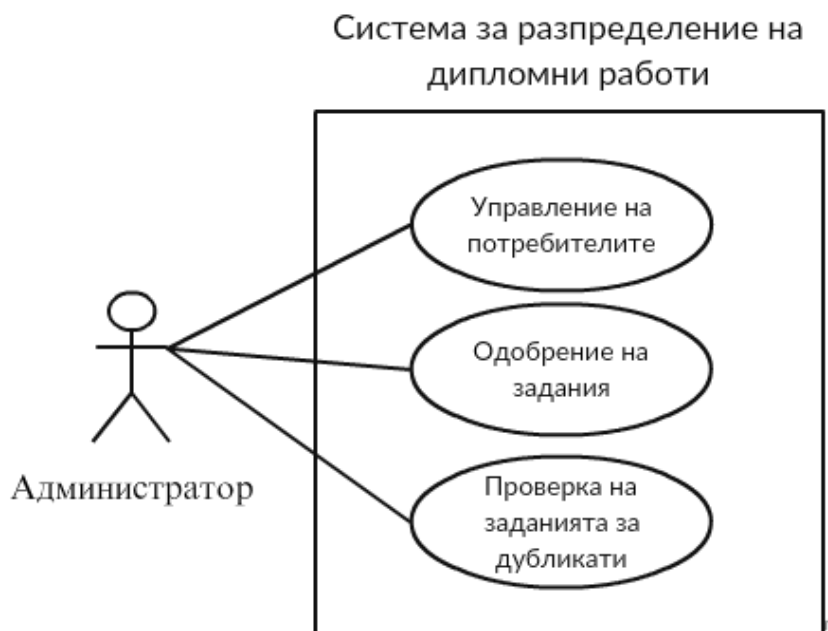 Система за разпределение на
дипломни работи
Управление на
потребителите
Одобрение на
задания
Администратор
Проверка на
заданията за
дубликати